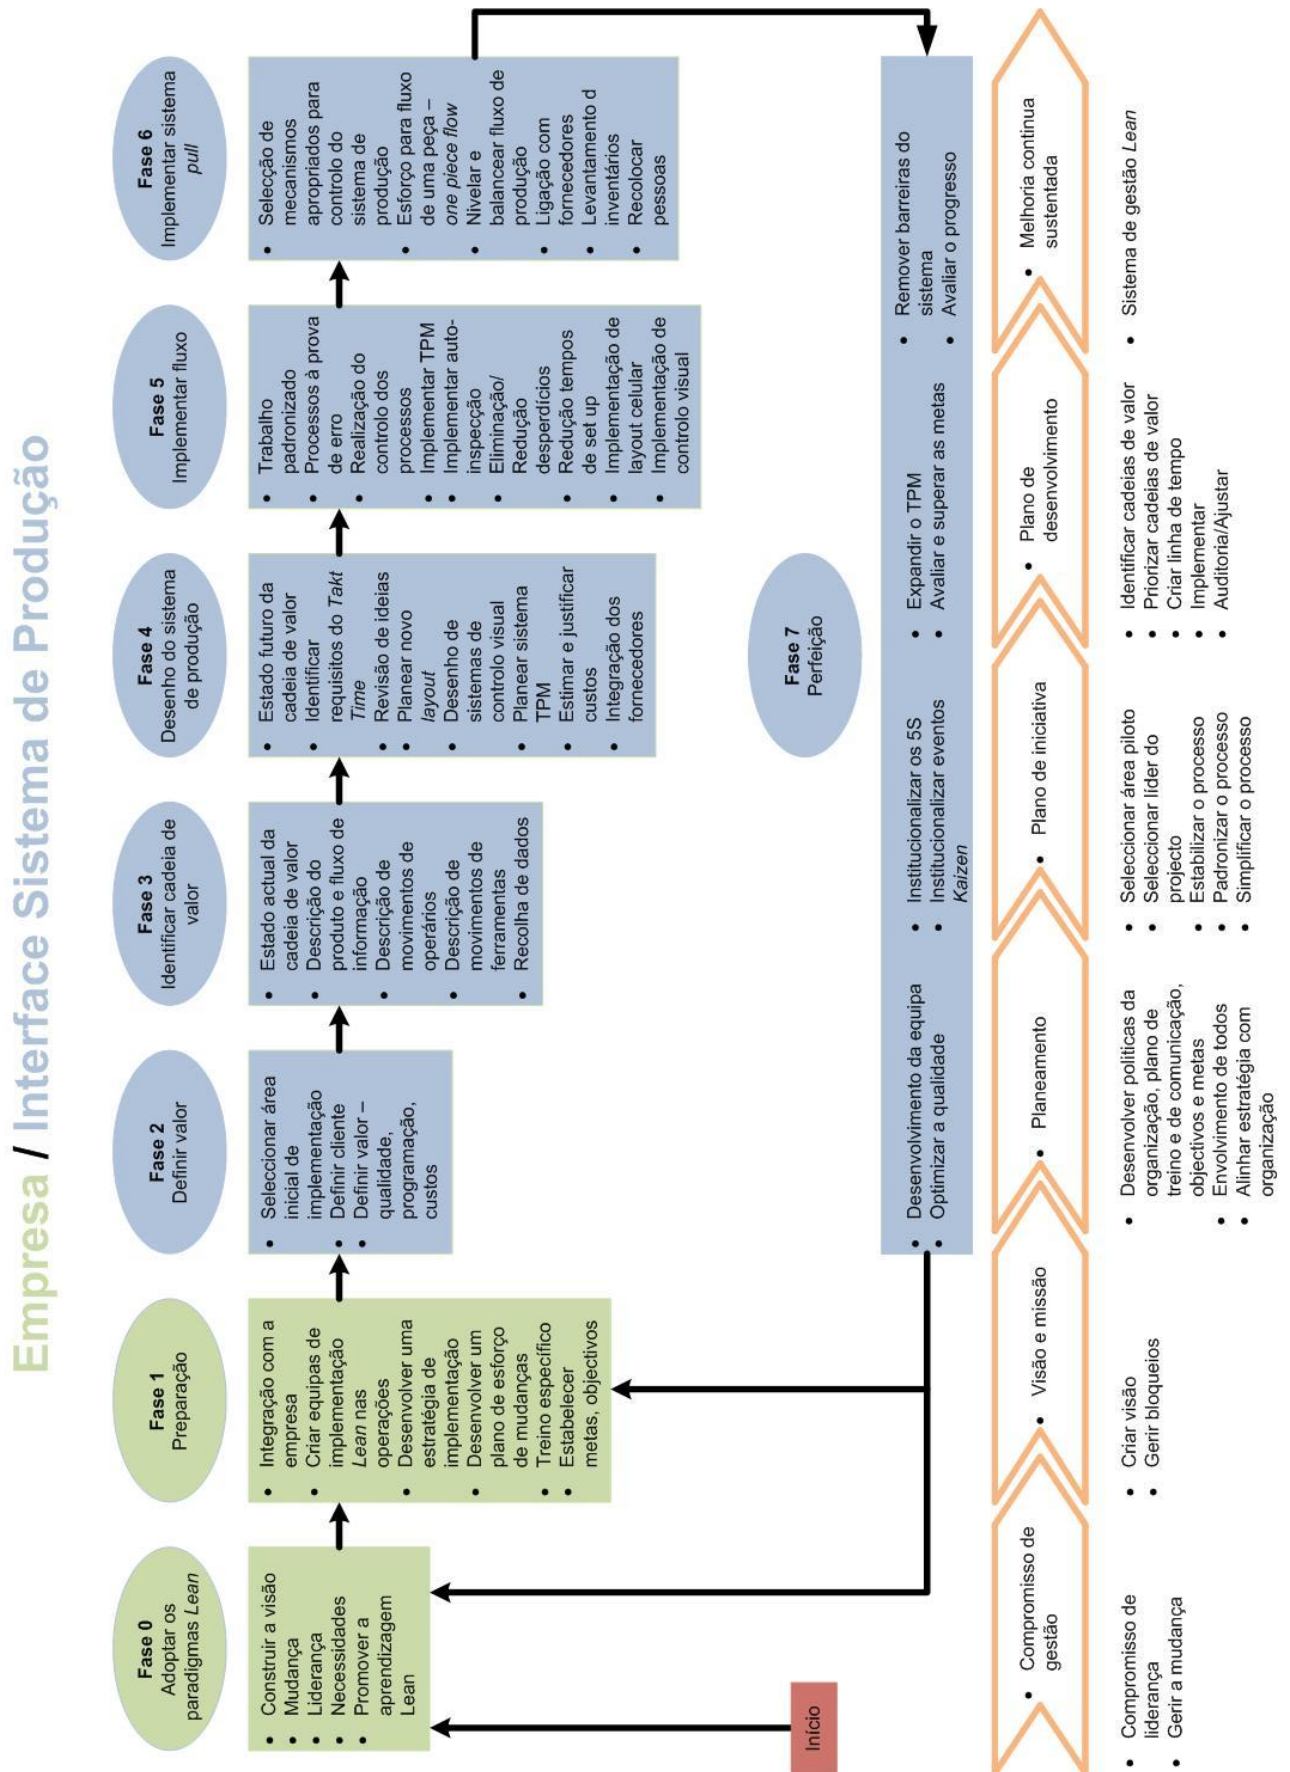 Empresa / Interface Sistema de Produção
Fase 0
Adoptar os
paradigmas Lean
• Construir a visão
• Mudança
• Liderança
• Necessidades
• Promover a
aprendizagem
Lean
Início
Fase 1
Preparação
• Integração com a
empresa
• Criar equipas de
implementação
Lean nas
operações
• Desenvolver uma
estratégia de
implementação
• Desenvolver um
plano de esforço
de mudanças
• Treino específico
• Estabelecer
metas, objectivos
Fase 2
Definir valor
• Seleccionar área
inicial de
implementação
• Definir cliente
• Definir valor –
qualidade,
programação,
custos
Fase 3
Identificar cadeia de
valor
• Estado actual da
cadeia de valor
• Descrição do
produto e fluxo de
informação
• Descrição de
movimentos de
operários
• Descrição de
movimentos de
ferramentas
• Recolha de dados
Fase 4
Desenho do sistema
de produção
• Estado futuro da
cadeia de valor
• Identificar
requisitos do Takt
Time
• Revisão de ideias
• Planear novo
layout
• Desenho de
sistemas de
controlo visual
• Planear sistema
TPM
• Estimar e justificar
custos
• Integração dos
fornecedores
Fase 5
Implementar fluxo
• Trabalho
padronizado
• Processos à prova
de erro
• Realização do
controlo dos
processos
• Implementar TPM
• Implementar auto-
inspecção
• Eliminação/
Redução
desperdícios
• Redução tempos
de set up
• Implementação de
layout celular
• Implementação de
controlo visual
Fase 6
Implementar sistema
pull
• Selecção de
mecanismos
apropriados para
controlo do
sistema de
produção
• Esforço para fluxo
de uma peça –
one piece flow
• Nivelar e
balancear fluxo de
produção
• Ligação com
fornecedores
• Levantamento d
inventários
• Recolocar
pessoas
Fase 7
Perfeição
• Desenvolvimento da equipa
• Optimizar a qualidade
• Institucionalizar os 5S
• Institucionalizar eventos
Kaizen
• Expandir o TPM
• Avaliar e superar as metas
• Remover barreiras do
sistema
• Avaliar o progresso
• Compromisso de
gestão
• Visão e missão
• Planeamento
• Plano de iniciativa
• Plano de
desenvolvimento
• Melhoria continua
sustentada
• Compromisso de
liderança
• Gerir a mudança
• Criar visão
• Gerir bloqueios
• Desenvolver politicas da
organização, plano de
treino e de comunicação,
objectivos e metas
• Envolvimento de todos
• Alinhar estratégia com
organização
• Seleccionar área piloto
• Seleccionar líder do
projecto
• Estabilizar o processo
• Padronizar o processo
• Simplificar o processo
• Identificar cadeias de valor
• Priorizar cadeias de valor
• Criar linha de tempo
• Implementar
• Auditoria/Ajustar
• Sistema de gestão Lean